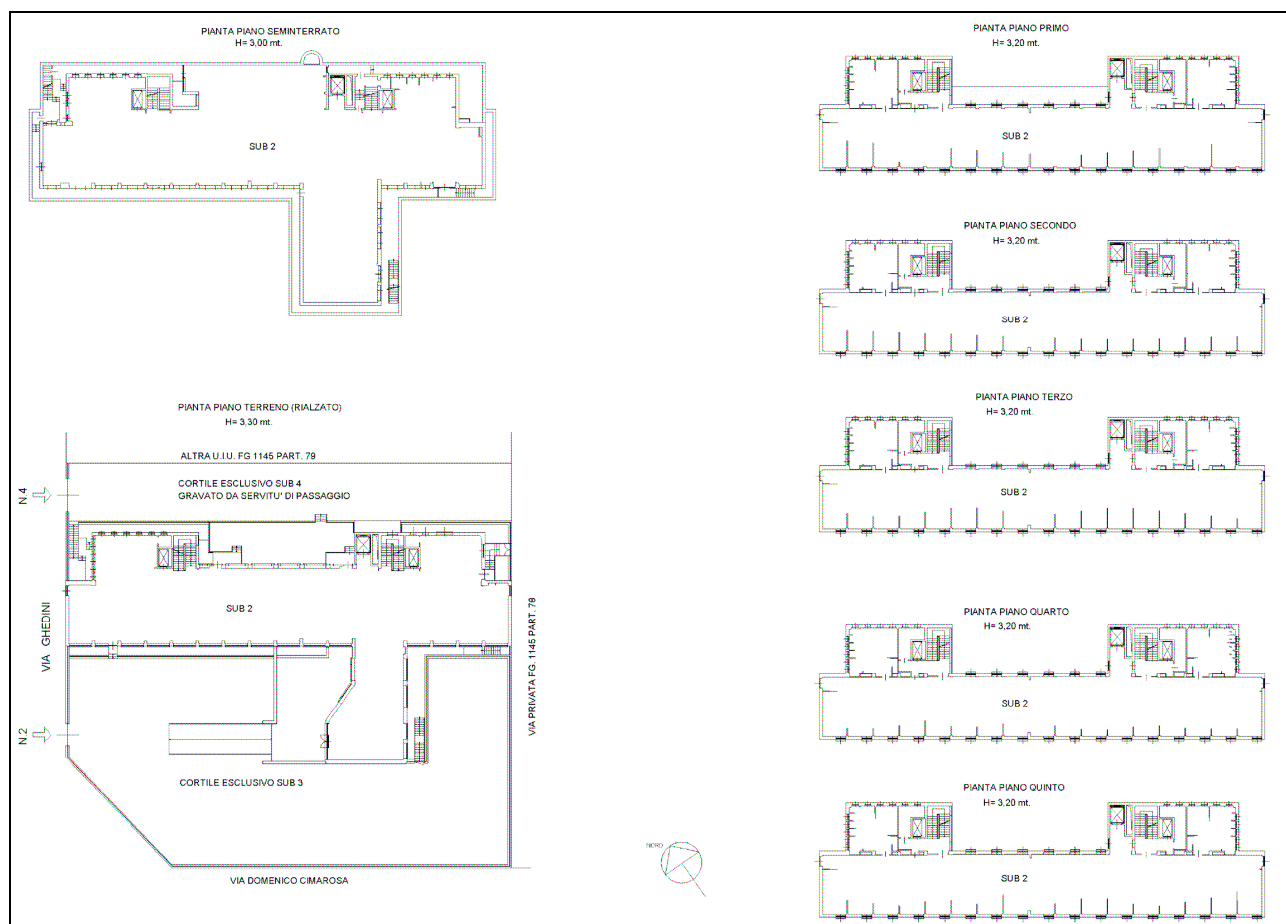 PIANTA PIANO SEMINTERRATO
H= 3,00 mt.
SUB 2
PIANTA PIANO TERRENO (RIALZATO)
H= 3,30 mt.
ALTRA U.I.U. FG 1145 PART. 79
CORTILE ESCLUSIVO SUB 4
GRAVATO DA SERVITU' DI PASSAGGIO
N.4
SUB 2
VIA GHEDINI
VIA PRIVATA FG. 1145 PART. 78
N.2
CORTILE ESCLUSIVO SUB 3
VIA DOMENICO CIMAROSA
NORD
PIANTA PIANO PRIMO
H= 3,20 mt.
SUB 2
PIANTA PIANO SECONDO
H= 3,20 mt.
SUB 2
PIANTA PIANO TERZO
H= 3,20 mt.
SUB 2
PIANTA PIANO QUARTO
H= 3,20 mt.
SUB 2
PIANTA PIANO QUINTO
H= 3,20 mt.
SUB 2